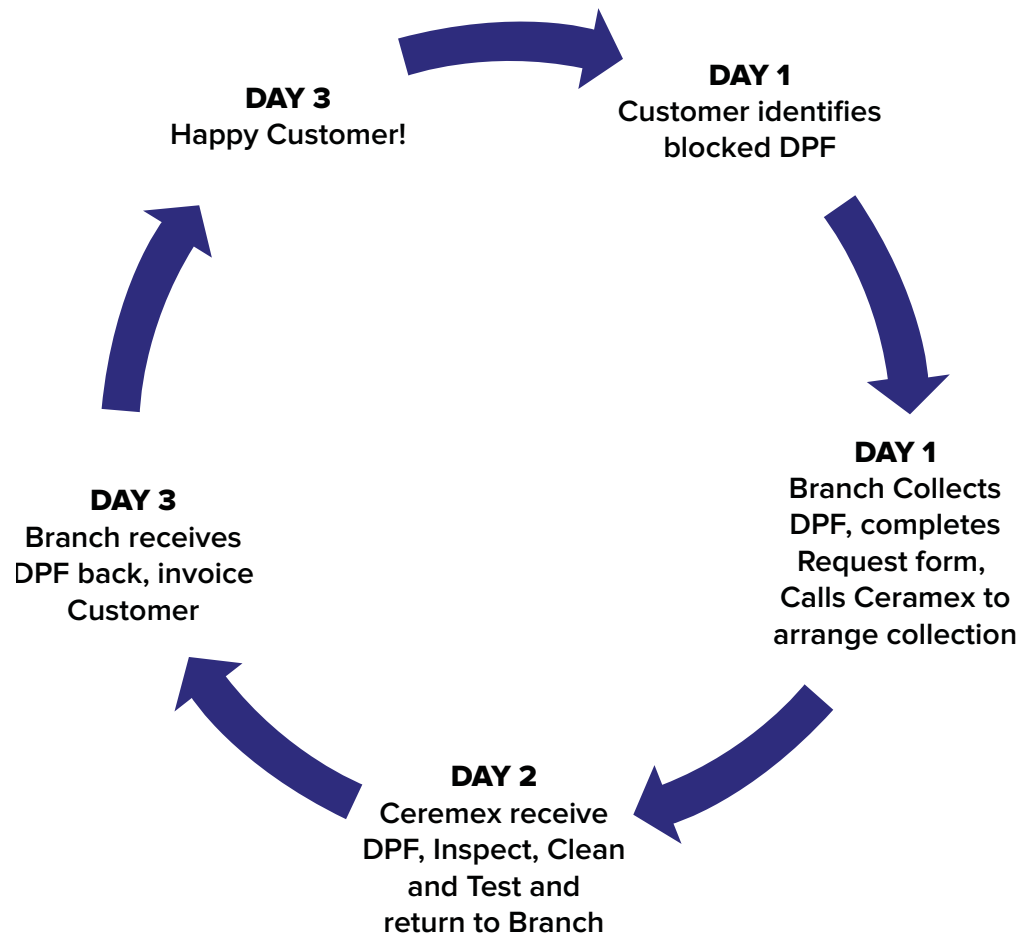 DAY 1
Customer identifies
blocked DPF
DAY 1
Branch Collects
DPF, completes
Request form,
Calls Ceramex to
arrange collection
DAY 2
Ceremex receive
DPF, Inspect, Clean
and Test and
return to Branch
DAY 3
Branch receives
DPF back, invoice
Customer
DAY 3
Happy Customer!